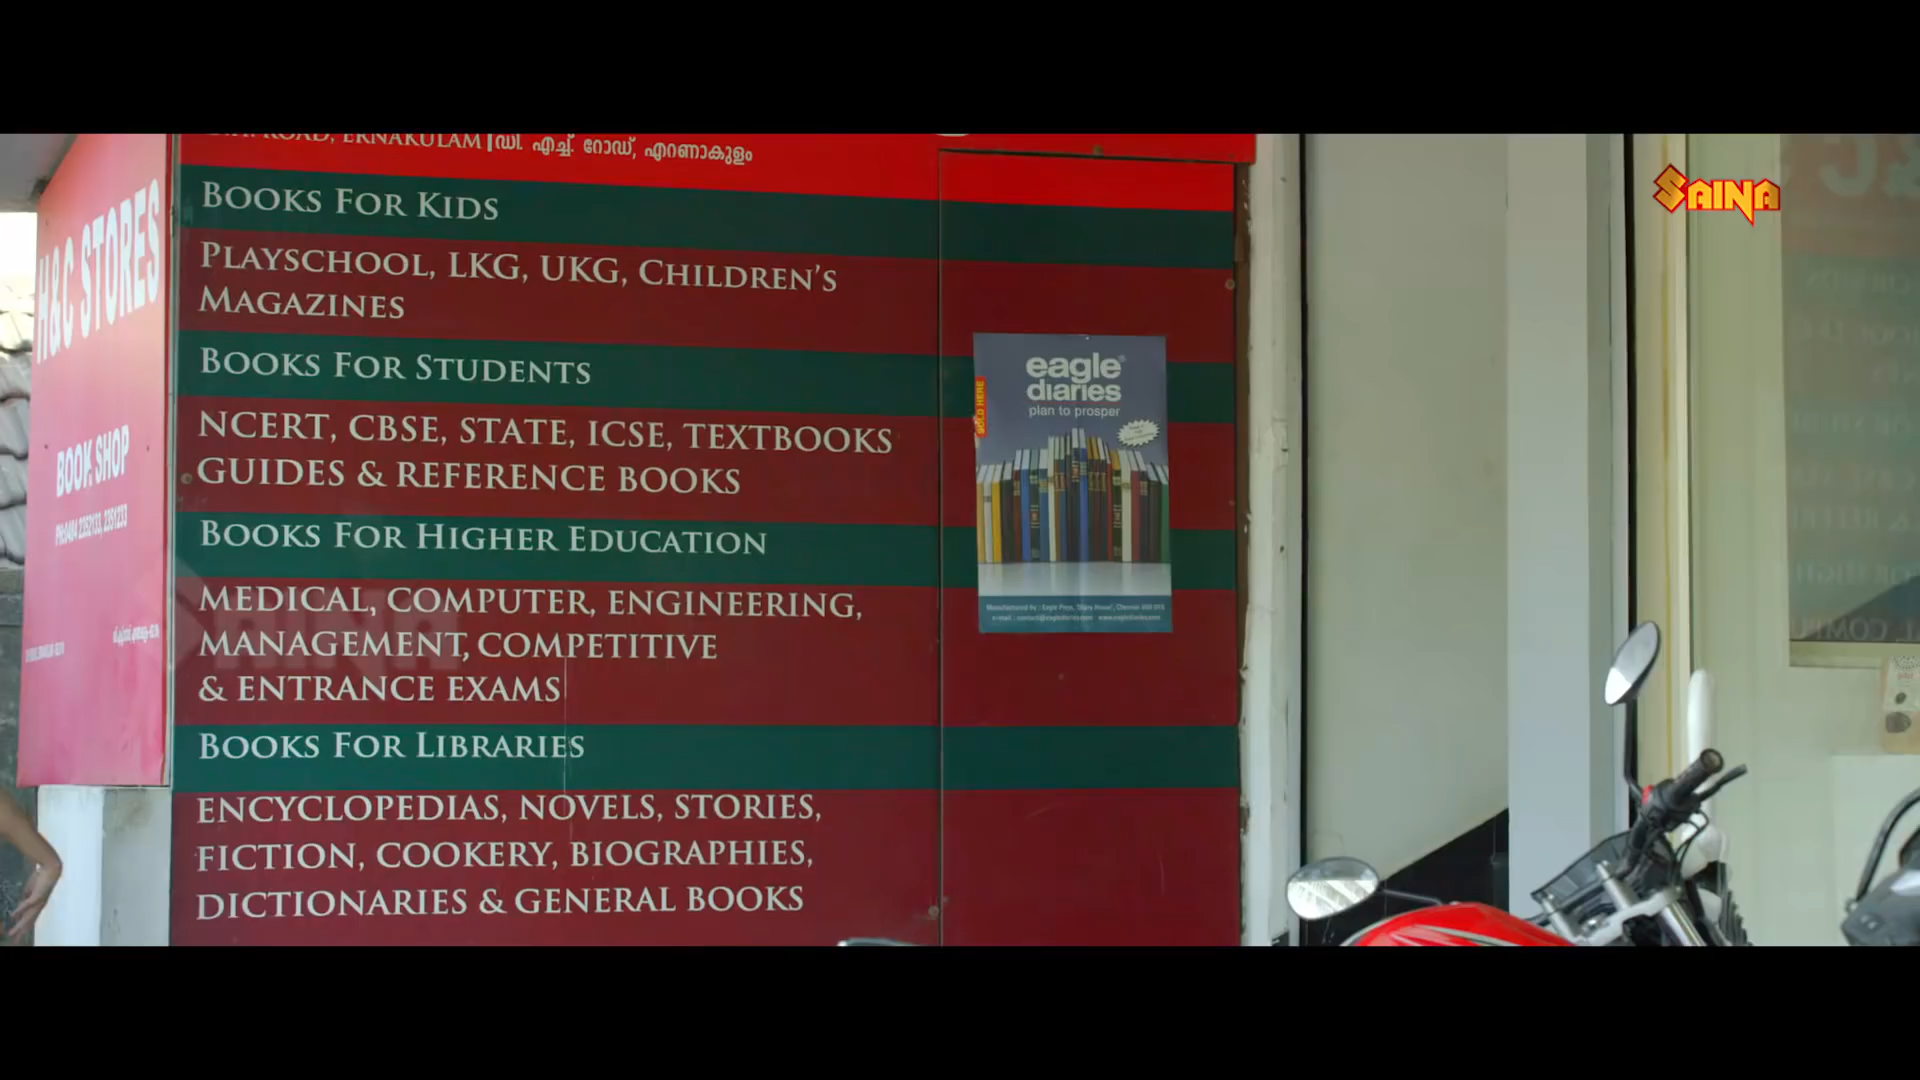 ROAD, ERNAKULAM | ഡി. എച്ച്. റോഡ്, എറണാകുളം
BOOKS FOR KIDS
PLAYSCHOOL, LKG, UKG, CHILDREN'S
MAGAZINES
BOOKS FOR STUDENTS
NCERT, CBSE, STATE, ICSE, TEXTBOOKS
GUIDES & REFERENCE BOOKS
BOOKS FOR HIGHER EDUCATION
MEDICAL, COMPUTER, ENGINEERING,
MANAGEMENT, COMPETITIVE
& ENTRANCE EXAMS
BOOKS FOR LIBRARIES
ENCYCLOPEDIAS, NOVELS, STORIES,
FICTION, COOKERY, BIOGRAPHIES,
DICTIONARIES & GENERAL BOOKS
H&C STORES
BOOK SHOP
eagle
diaries
plan to prosper
SOLD HERE
SAINA